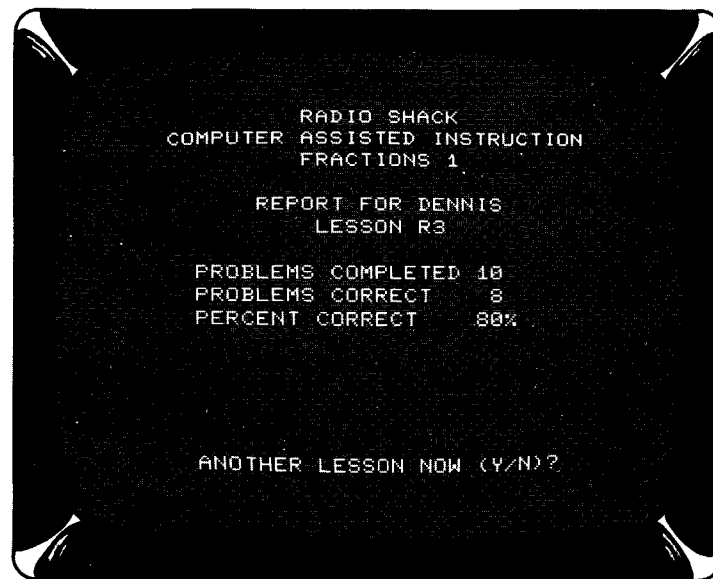 RADIO SHACK
COMPUTER ASSISTED INSTRUCTION
FRACTIONS 1
REPORT FOR DENNIS
LESSON R3
PROBLEMS COMPLETED 10
PROBLEMS CORRECT 8
PERCENT CORRECT 80%
ANOTHER LESSON NOW (Y/N)?